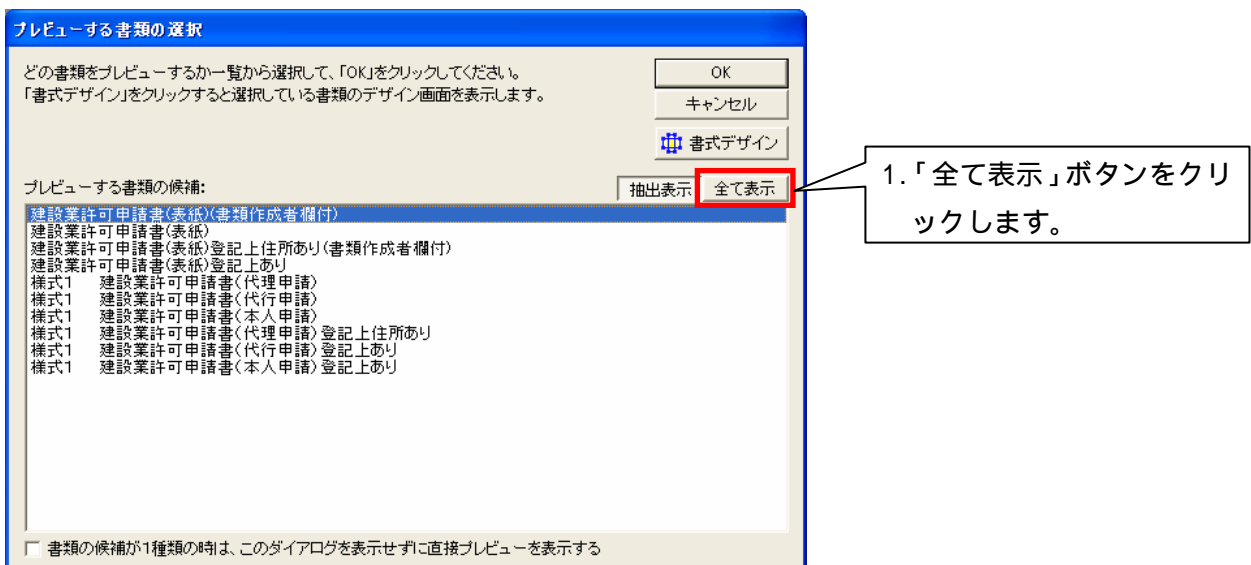 プレビューする書類の選択
どの書類をプレビューするか一覧から選択して、「OK」をクリックしてください。
「書式デザイン」をクリックすると選択している書類のデザイン画面を表示します。
OK
キャンセル
書式デザイン
プレビューする書類の候補:
抽出表示
全て表示
建設業許可申請書(表紙)(書類作成者欄付)
建設業許可申請書(表紙)
建設業許可申請書(表紙)登記上住所あり(書類作成者欄付)
建設業許可申請書(表紙)登記上あり
様式1 建設業許可申請書(代理申請)
様式1 建設業許可申請書(代行申請)
様式1 建設業許可申請書(本人申請)
様式1 建設業許可申請書(代理申請)登記上住所あり
様式1 建設業許可申請書(代行申請)登記上あり
様式1 建設業許可申請書(本人申請)登記上あり
書類の候補が1種類の時は、このダイアログを表示せずに直接プレビューを表示する
1.「全て表示」ボタンをクリ
ックします。